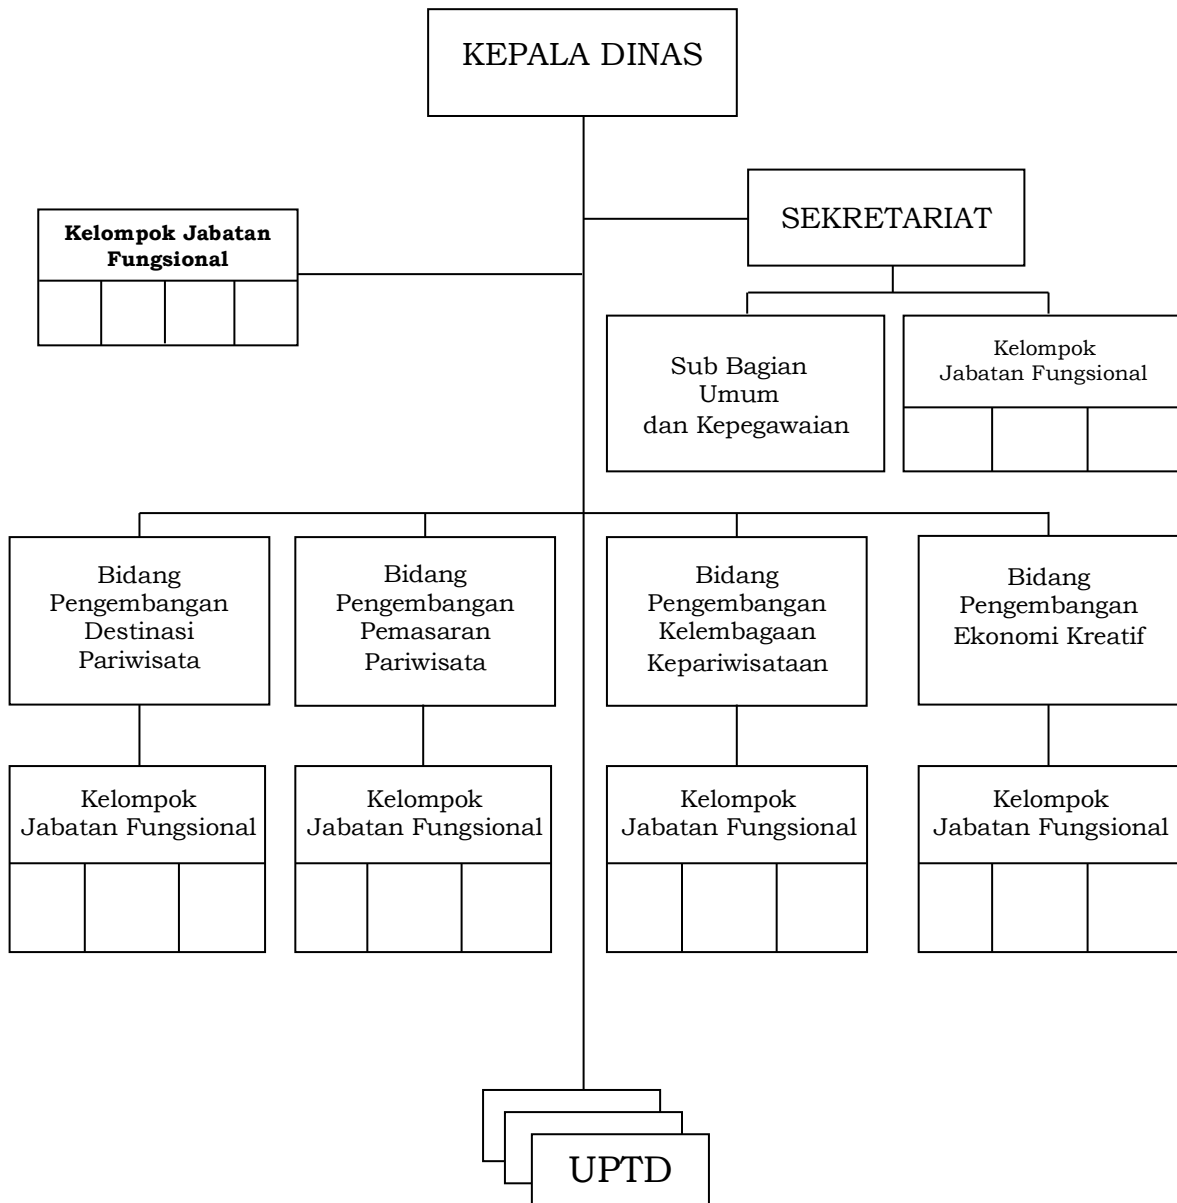 KEPALA DINAS
SEKRETARIAT
Kelompok Jabatan
Fungsional
Sub Bagian
Umum
dan Kepegawaian
Kelompok
Jabatan Fungsional
Bidang
Pengembangan
Destinasi
Pariwisata
Bidang
Pengembangan
Pemasaran
Pariwisata
Bidang
Pengembangan
Kelembagaan
Kepariwisataan
Bidang
Pengembangan
Ekonomi Kreatif
Kelompok
Jabatan Fungsional
Kelompok
Jabatan Fungsional
Kelompok
Jabatan Fungsional
Kelompok
Jabatan Fungsional
UPTD